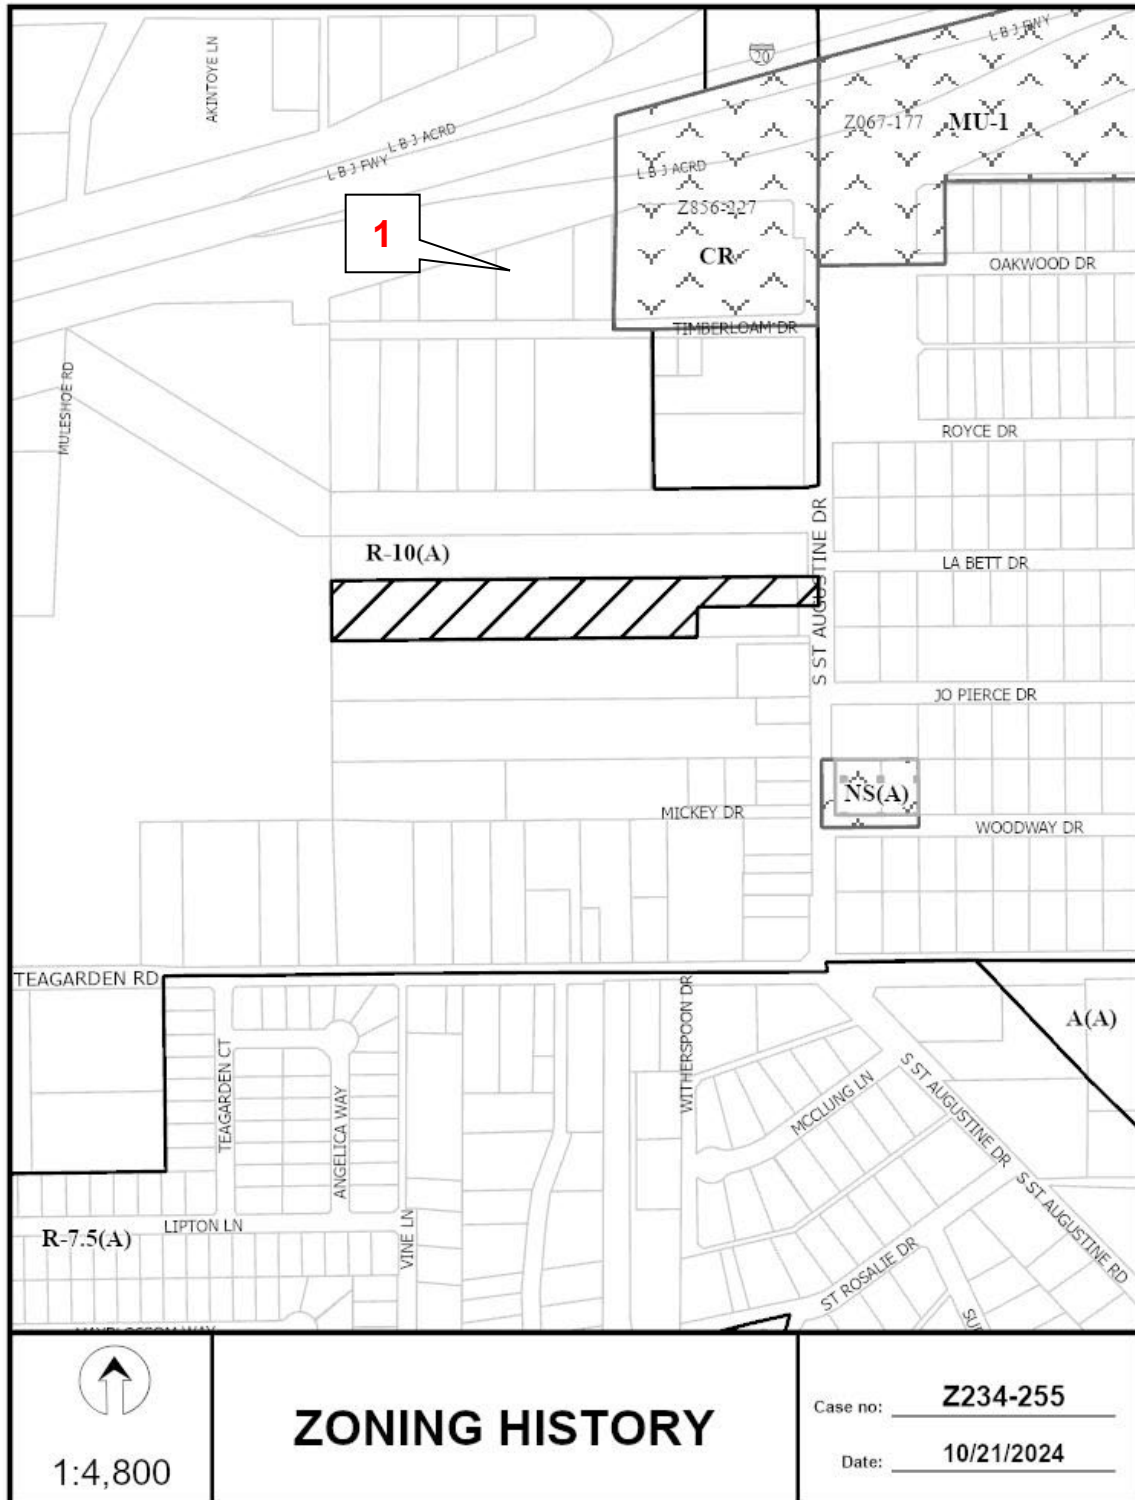 AKINTOYE LN
20
L B J FWY
L B J ACRD
L B J FWY
L B J ACRD
Z067-177
MU-1
Z856-227
CR
1
OAKWOOD DR
TIMBERLOAM DR
MULESHOE RD
ROYCE DR
S ST AUGUSTINE DR
R-10(A)
LA BETT DR
JO PIERCE DR
NS(A)
MICKEY DR
WOODWAY DR
TEAGARDEN RD
A(A)
WITHERSPOON DR
TEAGARDEN CT
ANGELICA WAY
MCCLUNG LN
S ST AUGUSTINE DR
S ST AUGUSTINE RD
LIPTON LN
R-7.5(A)
VINE LN
ST ROSALIE DR
1:4,800
ZONING HISTORY
Case no: Z234-255
Date: 10/21/2024